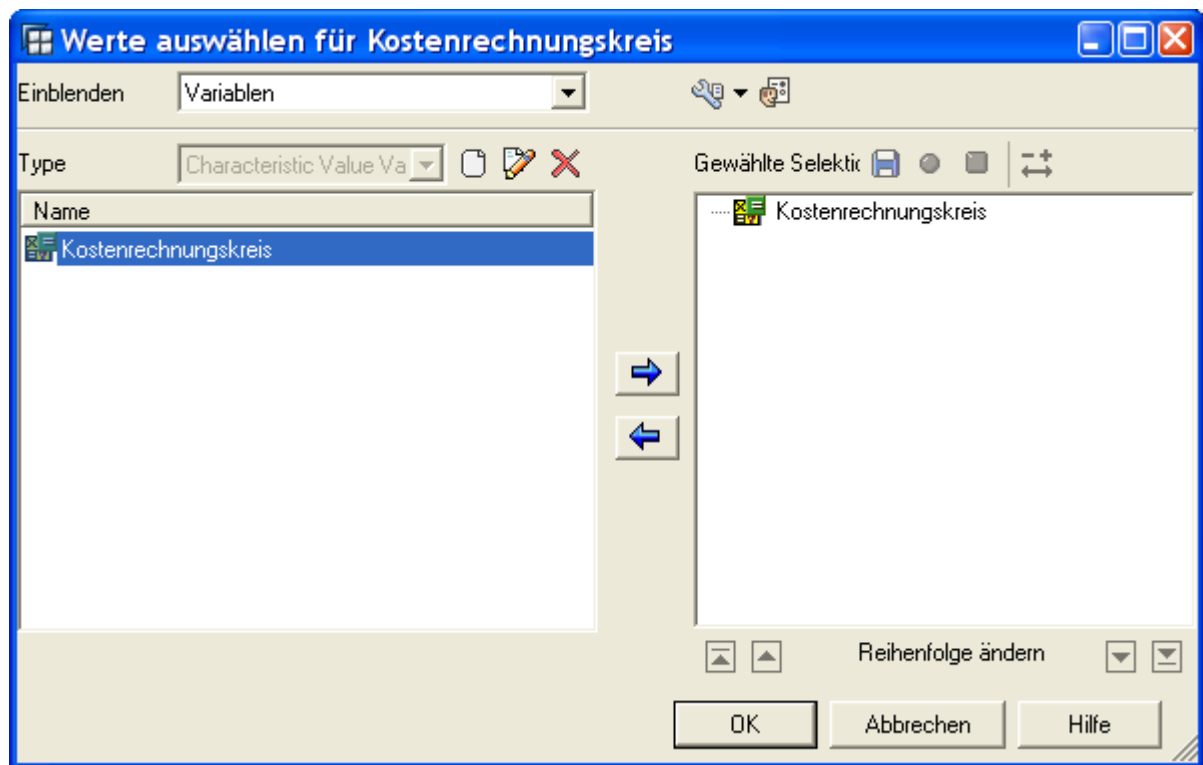 Werte auswählen für Kostenrechnungskreis
Einblenden Variablen
Type Characteristic Value Va Gewählte Selektic
Name
Kostenrechnungskreis
Kostenrechnungskreis
Reihenfolge ändern
OK Abbrechen Hilfe